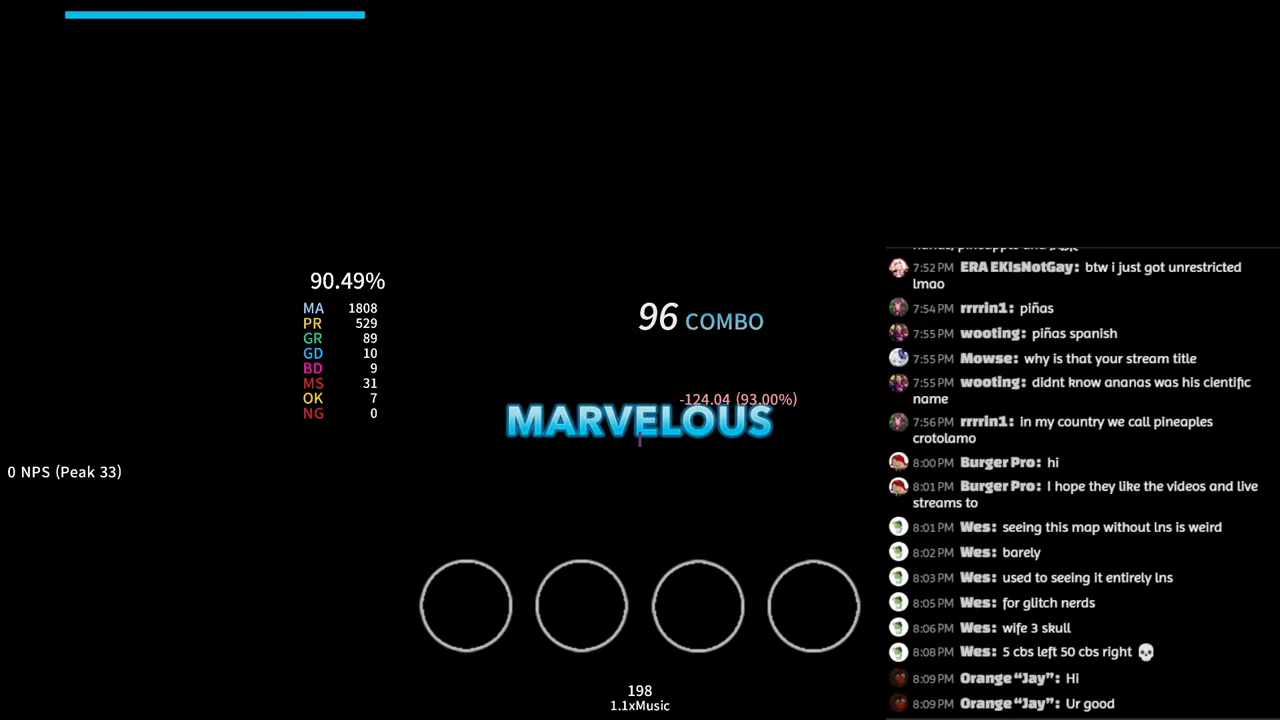 90.49%
MA 1808
PR 529
GR 89
GD 10
BD 9
MS 31
OK 7
NG 0
0 NPS (Peak 33)
96 COMBO
-124.04 (93.00%)
MARVELOUS
198
1.1xMusic
7:52 PM ERA EKIsNotGay: btw i just got unrestricted
lmao
7:54 PM rrrrin1: piñas
7:55 PM wooting: piñas spanish
7:55 PM Mowse: why is that your stream title
7:55 PM wooting: didnt know ananas was his cientific
name
7:56 PM rrrrin1: in my country we call pineaples
crotolamo
8:00 PM Burger Pro: hi
8:01 PM Burger Pro: I hope they like the videos and live
streams to
8:01 PM Wes: seeing this map without lns is weird
8:02 PM Wes: barely
8:03 PM Wes: used to seeing it entirely lns
8:05 PM Wes: for glitch nerds
8:06 PM Wes: wife 3 skull
8:08 PM Wes: 5 cbs left 50 cbs right 
8:09 PM Orange “Jay”: Hi
8:09 PM Orange “Jay”: Ur good